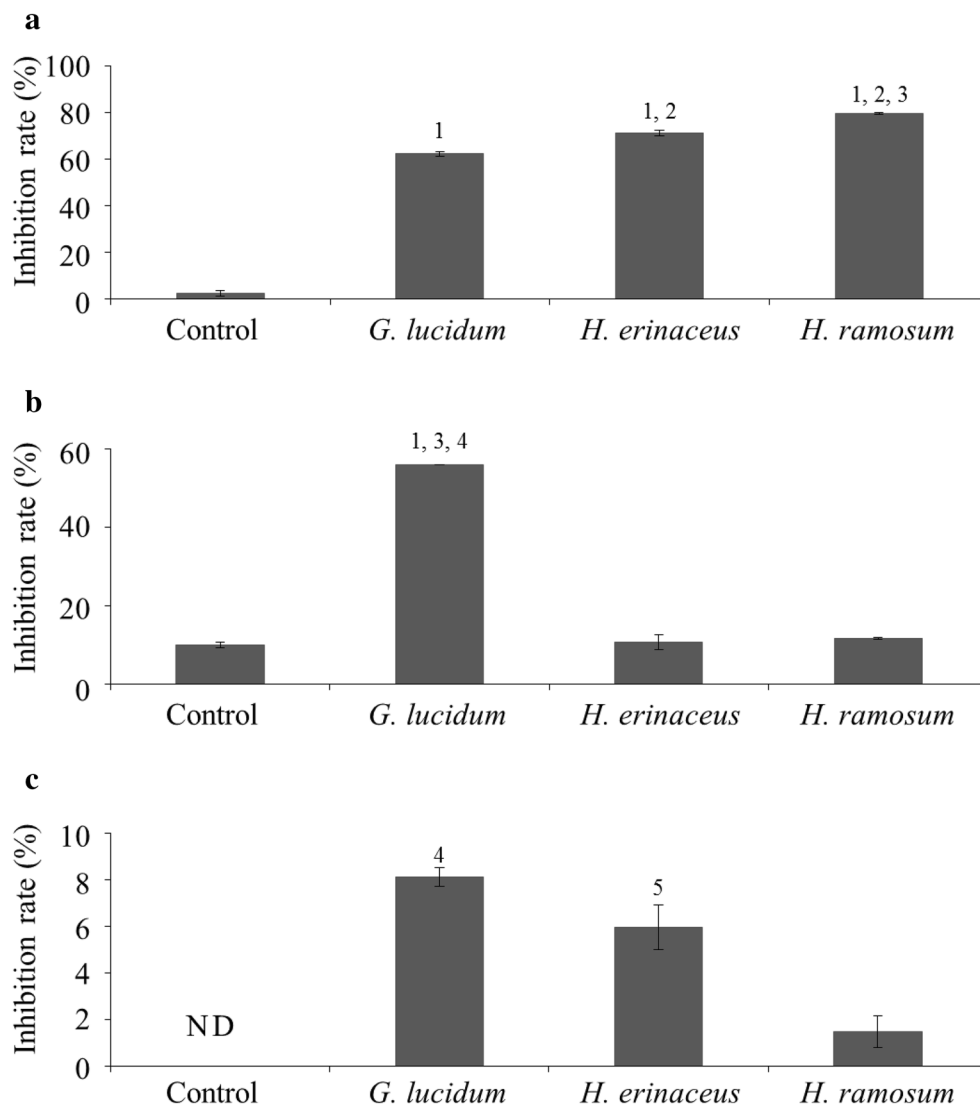 a
Inhibition rate (%)
100
80
60
40
20
0
1
1, 2
1, 2, 3
Control G. lucidum H. erinaceus H. ramosum
b
Inhibition rate (%)
60
40
20
0
1, 3, 4
Control G. lucidum H. erinaceus H. ramosum
c
Inhibition rate (%)
10
8
6
4
2
0
ND
4
5
Control G. lucidum H. erinaceus H. ramosum